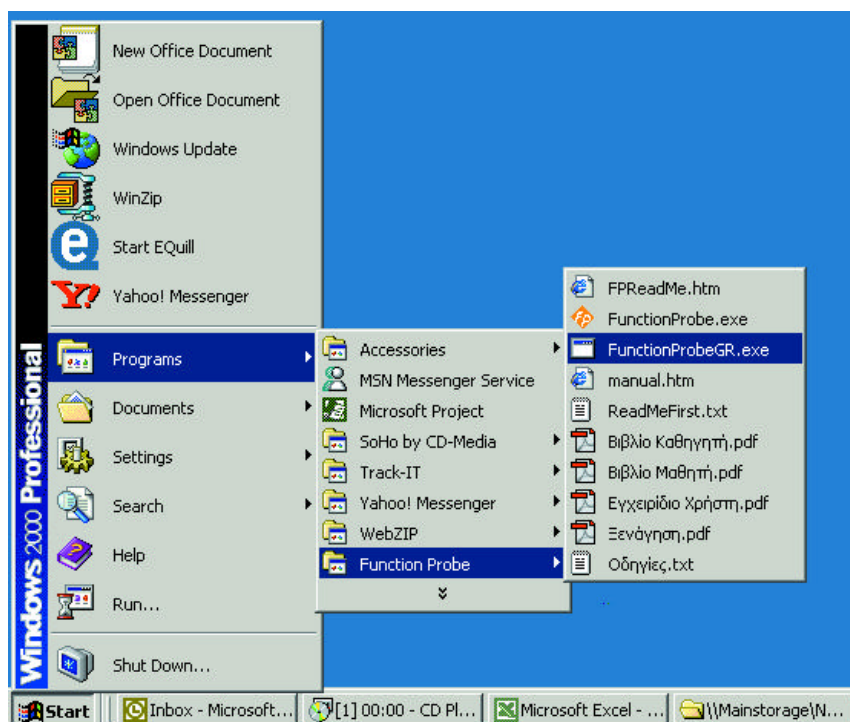 New Office Document
Open Office Document
Windows Update
WinZip
Start EQuill
Yahoo! Messenger
Programs
Documents
Settings
Search
Help
Run...
Shut Down...
Windows 2000 Professional
Accessories
MSN Messenger Service
Microsoft Project
SoHo by CD-Media
Track-IT
Yahoo! Messenger
WebZIP
Function Probe
FPReadMe.htm
FunctionProbe.exe
FunctionProbeGR.exe
manual.htm
ReadMeFirst.txt
Βιβλίο Καθηγητή.pdf
Βιβλίο Μαθητή.pdf
Εγχειρίδιο Χρήστη.pdf
Ξενάγηση.pdf
Οδηγίες.txt
Start
Inbox - Microsoft...
[1] 00:00 - CD Pl...
Microsoft Excel - ...
\\Mainstorage\N...